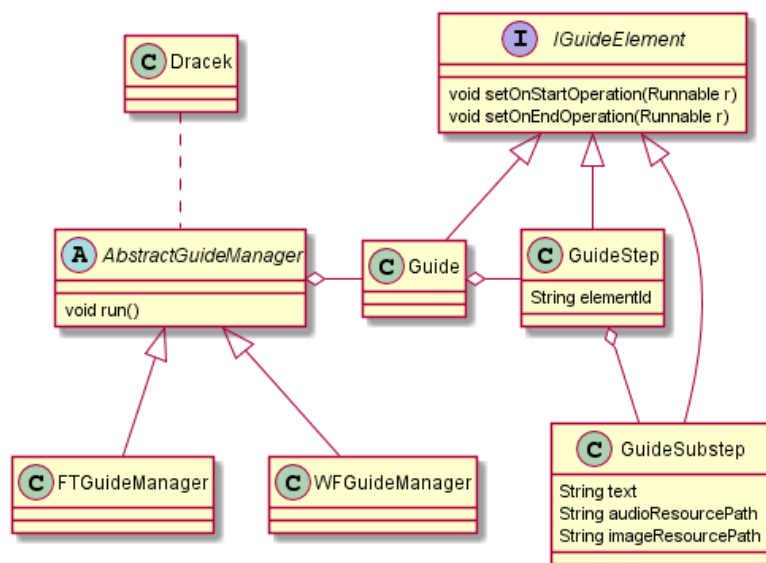 C Dracek
I IGuideElement
void setOnStartOperation(Runnable r)
void setOnEndOperation(Runnable r)
A AbstractGuideManager
void run()
C Guide
C GuideStep
String elementId
C FTGuideManager
C WFGuideManager
C GuideSubstep
String text
String audioResourcePath
String imageResourcePath